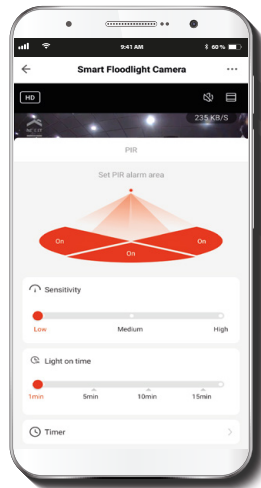 9:41 AM 60%
Smart Floodlight Camera
HD
235 KB/S
PIR
Set PIR alarm area
On On
On
Sensitivity
Low Medium High
Light on time
1min 5min 10min 15min
Timer